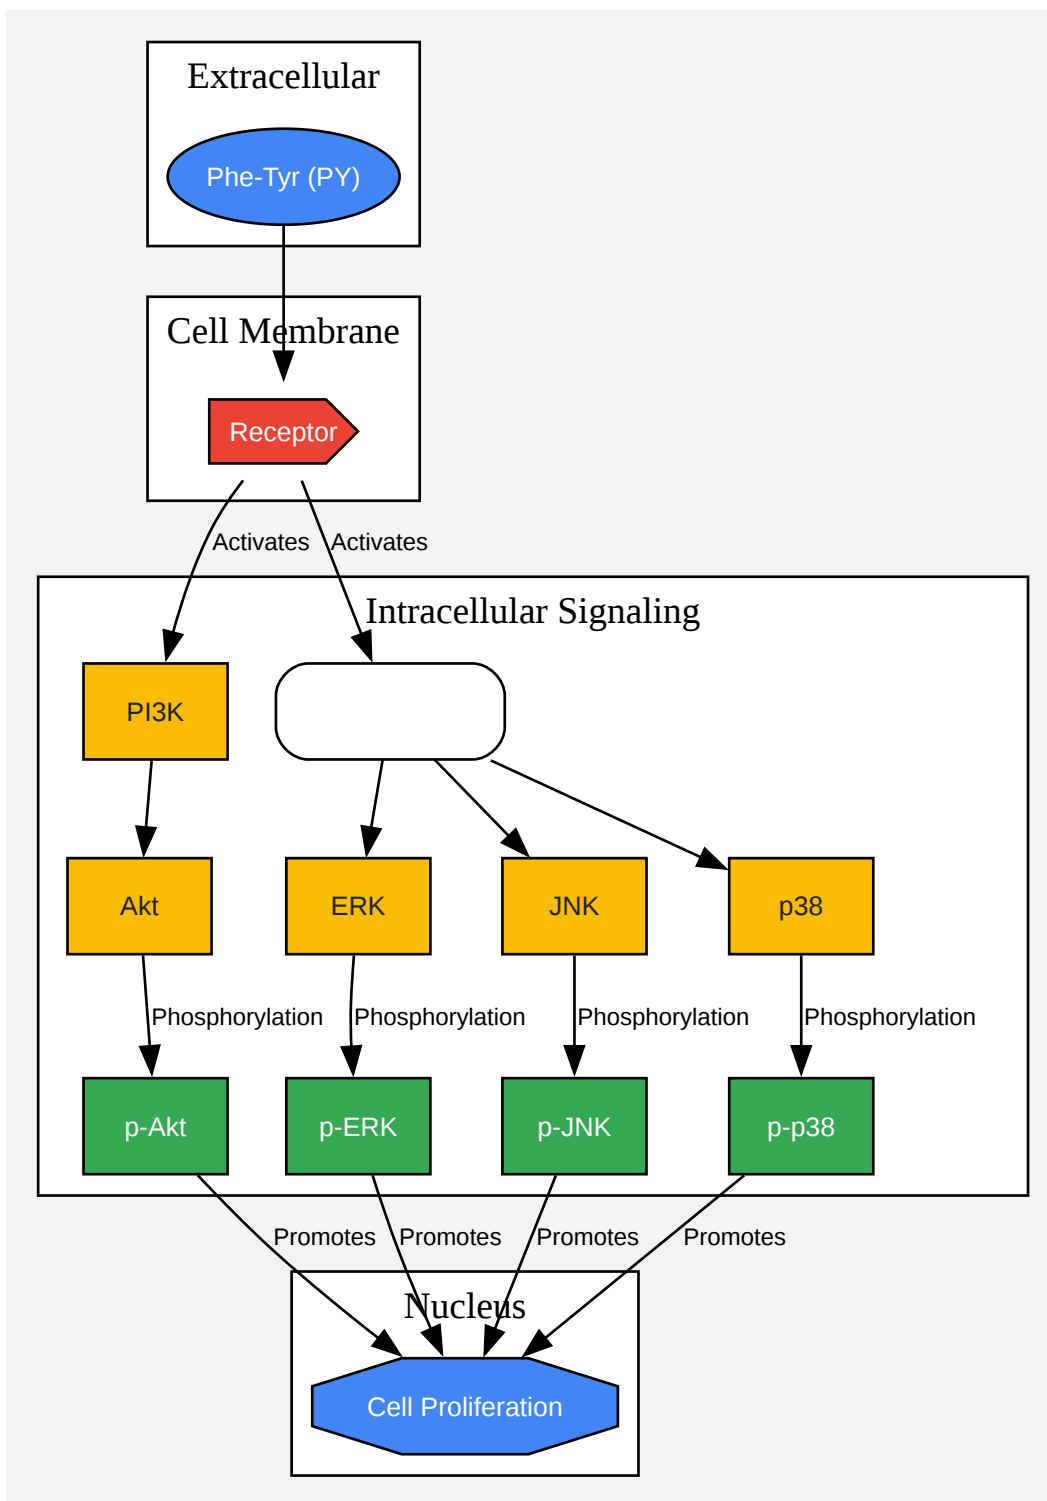 Extracellular
Phe-Tyr (PY)
Cell Membrane
Receptor
Activates
Activates
Intracellular Signaling
PI3K
Akt
ERK
JNK
p38
Phosphorylation
Phosphorylation
Phosphorylation
Phosphorylation
p-Akt
p-ERK
p-JNK
p-p38
Promotes
Promotes
Promotes
Promotes
Nucleus
Cell Proliferation